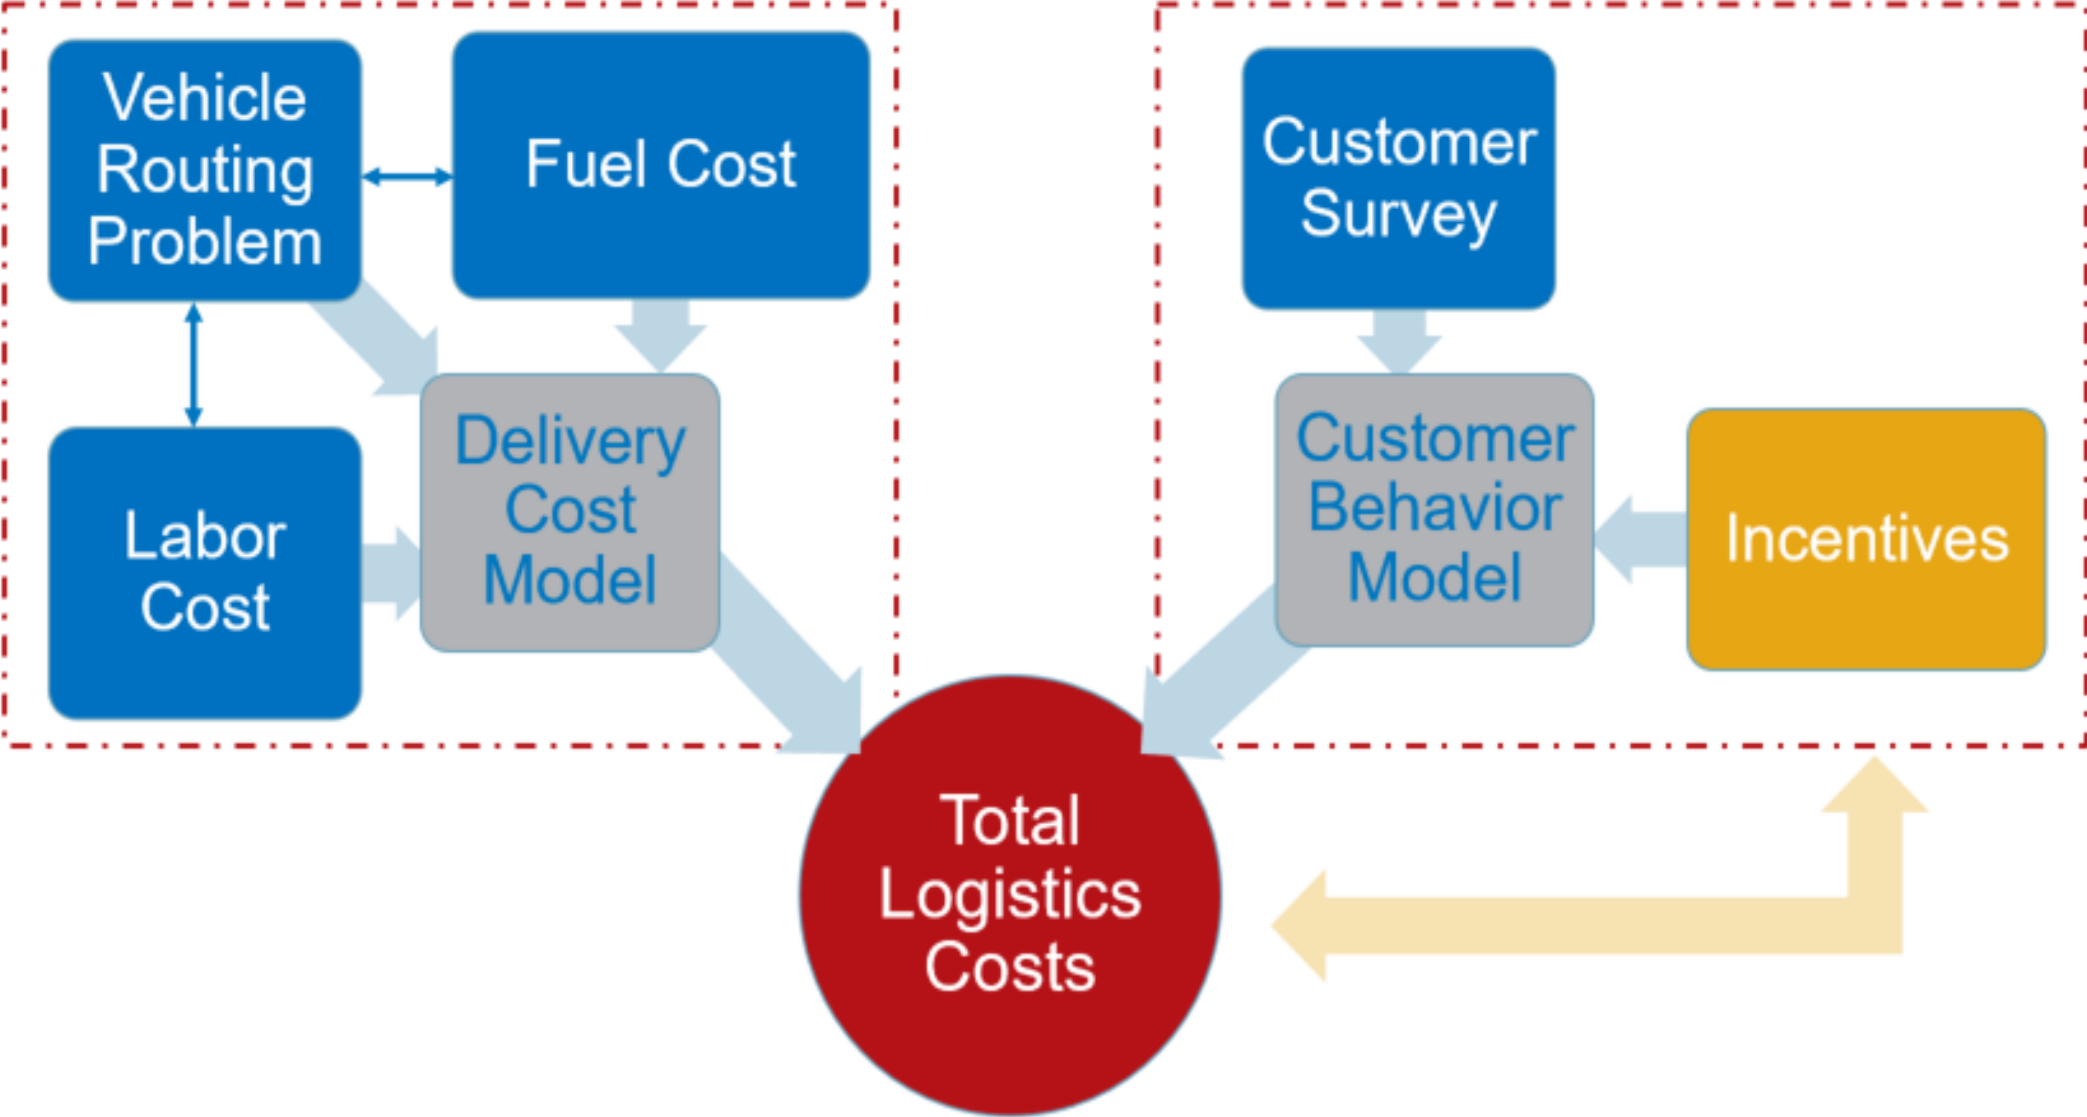 Vehicle
Routing
Problem
Fuel Cost
Customer
Survey
Labor
Cost
Delivery
Cost
Model
Customer
Behavior
Model
Incentives
Total
Logistics
Costs